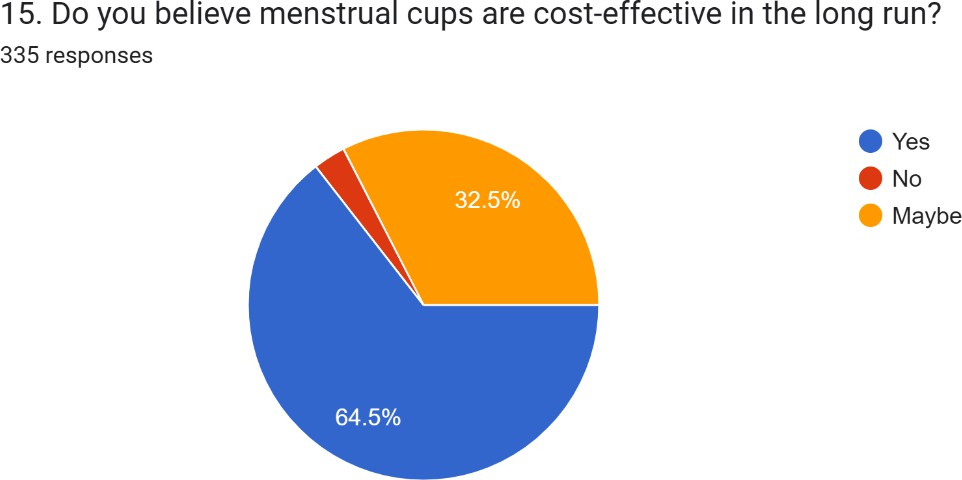 15. Do you believe menstrual cups are cost-effective in the long run?
335 responses
Yes
No
Maybe
32.5%
64.5%